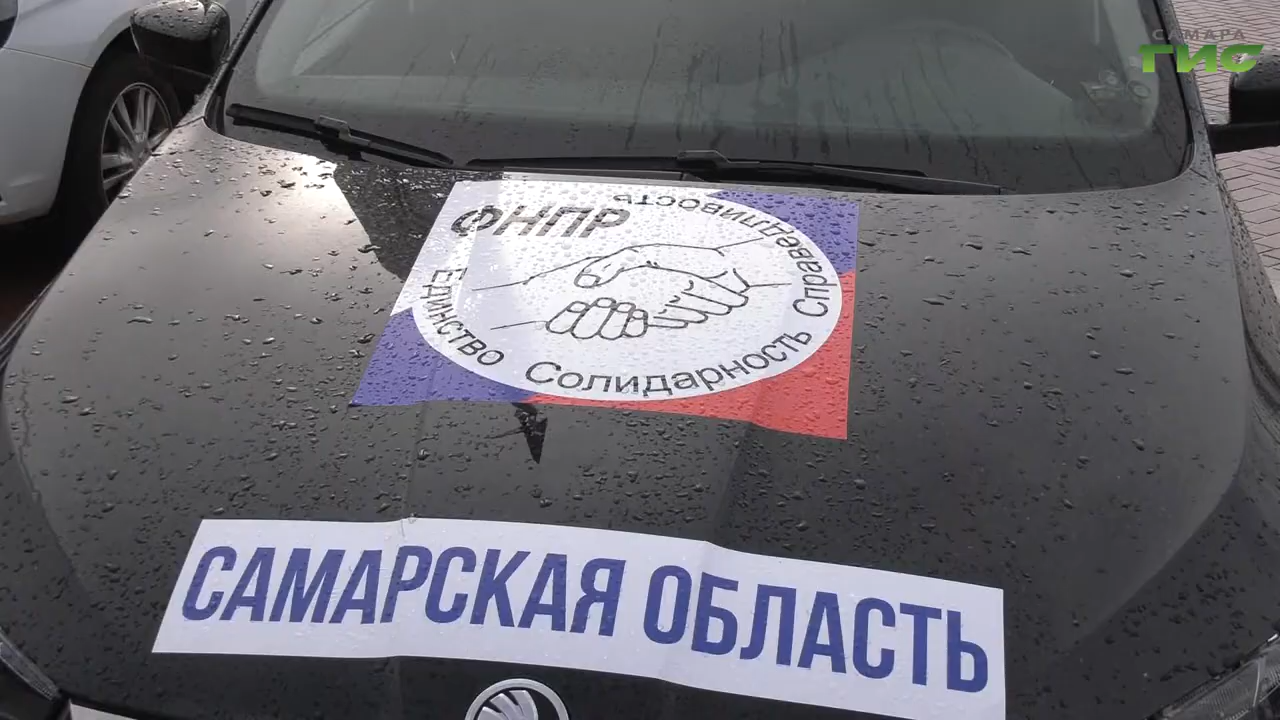 САМАРА
ГИС
ФНПР
Единство Солидарность Справедливость
САМАРСКАЯ ОБЛАСТЬ